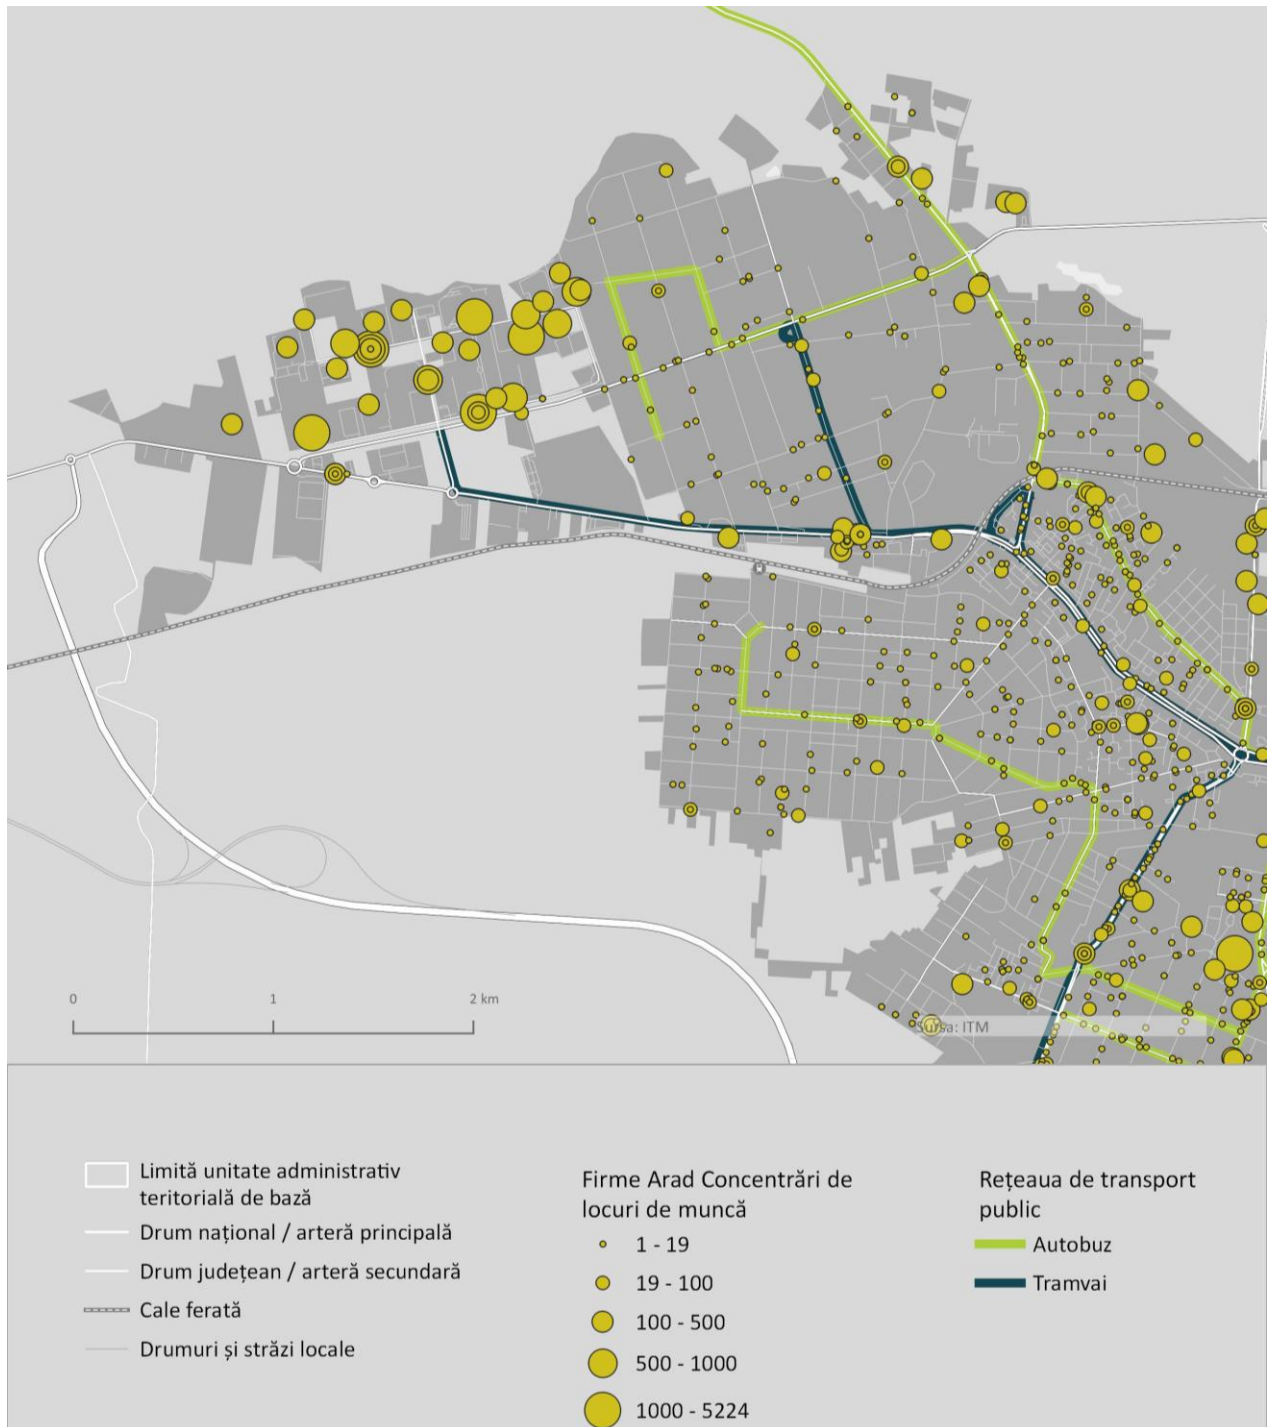 0 1 2 km
Sursa: ITM
Limită unitate administrativ
teritorială de bază
Drum național / arteră principală
Drum județean / arteră secundară
Cale ferată
Drumuri și străzi locale
Firme Arad Concentrări de
locuri de muncă
1 - 19
19 - 100
100 - 500
500 - 1000
1000 - 5224
Rețeaua de transport
public
Autobuz
Tramvai